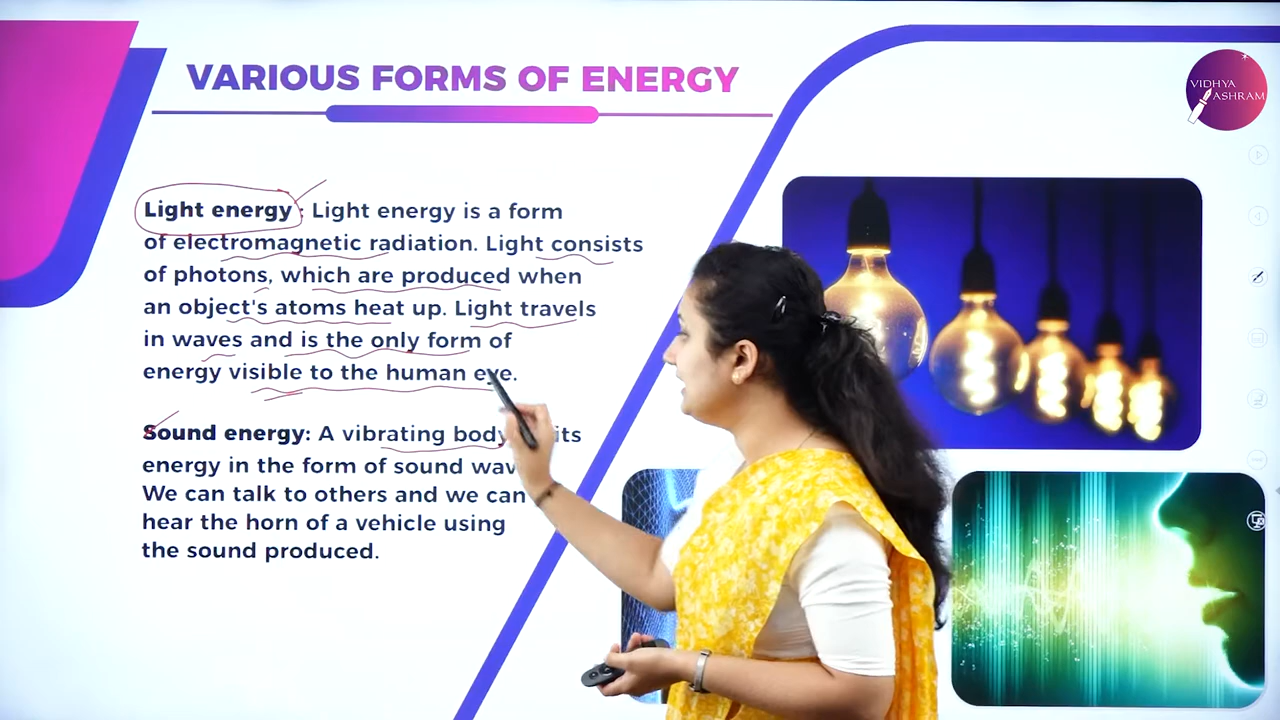 VARIOUS FORMS OF ENERGY
VIDHYA
ASHRAM
Light energy : Light energy is a form
of electromagnetic radiation. Light consists
of photons, which are produced when
an object's atoms heat up. Light travels
in waves and is the only form of
energy visible to the human eye.
Sound energy: A vibrating body its
energy in the form of sound wav
We can talk to others and we can
hear the horn of a vehicle using
the sound produced.